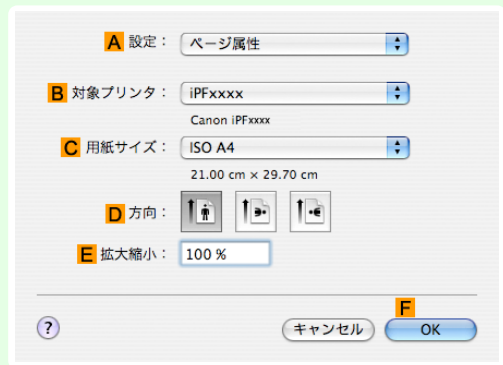 A 設定： ページ属性
B 対象プリンタ： iPFxxxx
Canon iPFxxxx
C 用紙サイズ： ISO A4
21.00 cm × 29.70 cm
D 方向：
E 拡大縮小： 100 %
F
? キャンセル OK